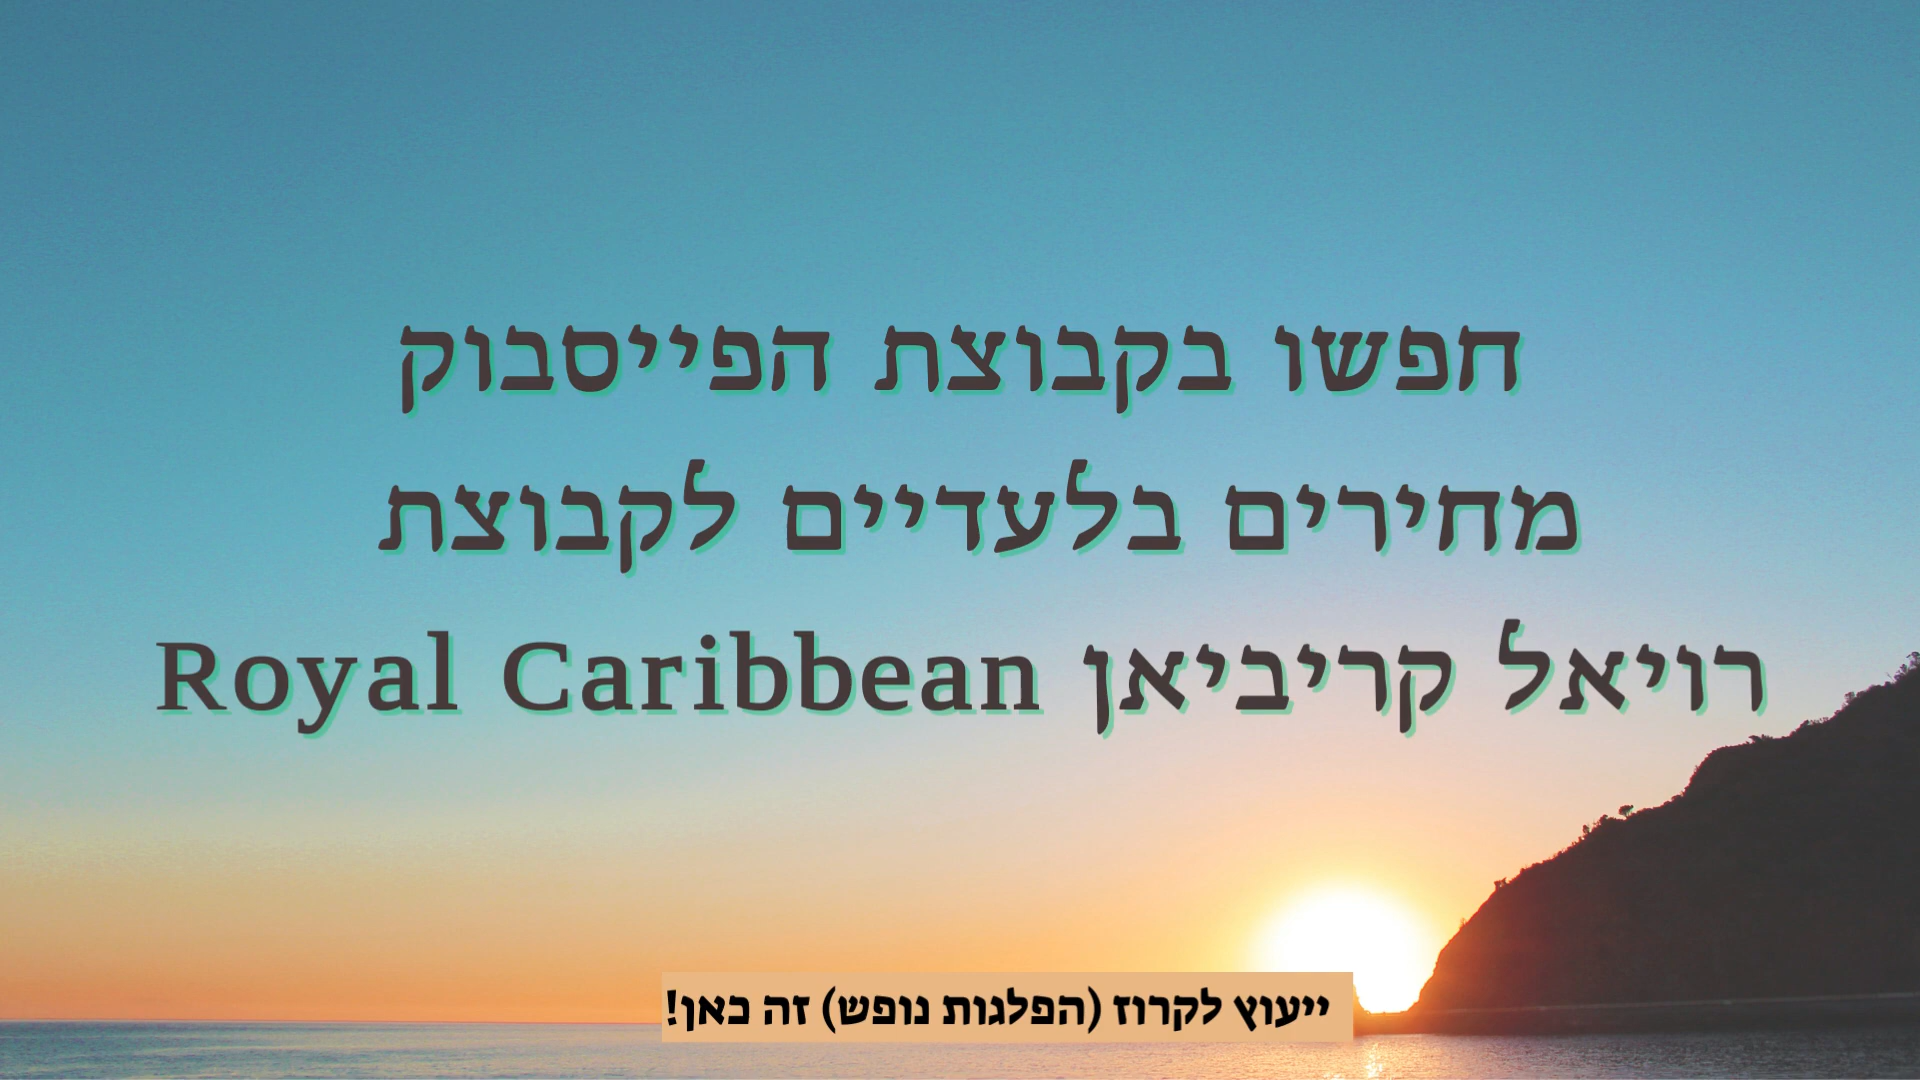 חפשו בקבוצת הפייסבוק
מחירים בלעדיים לקבוצת
רויאל קריביאן Royal Caribbean
ייעוץ לקרוז (הפלגות נופש) זה כאן!